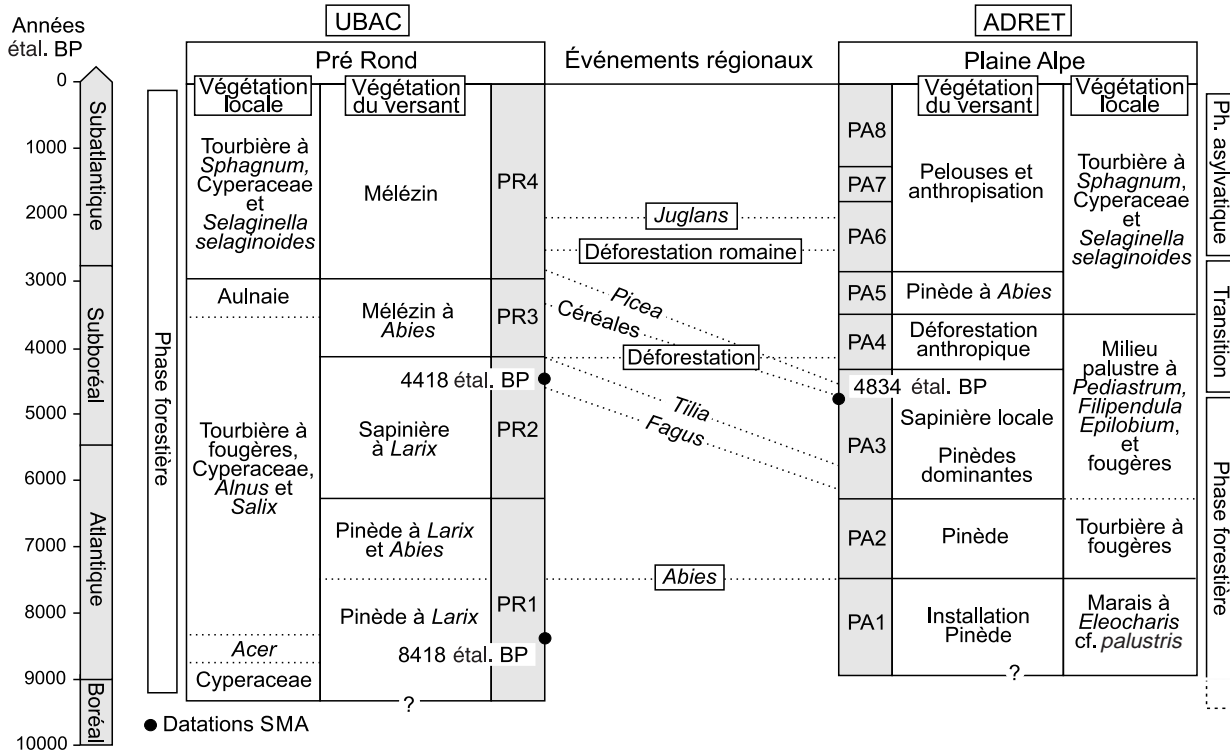 Années
étal. BP
0
1000
2000
3000
4000
5000
6000
7000
8000
9000
10000
Subatlantique
Subboréal
Atlantique
Boréal
Phase forestière
UBAC
Pré Rond
Végétation
locale
Tourbière à
Sphagnum,
Cyperaceae
et
Selaginella
selaginoides
Aulnaie
Tourbière à
fougères,
Cyperaceae,
Alnus et
Salix
Acer
Cyperaceae
Végétation
du versant
Mélézin
Mélézin à
Abies
4418 étal. BP
Sapinière
à Larix
Pinède à Larix
et Abies
Pinède à Larix
8418 étal. BP
?
PR4
PR3
PR2
PR1
Événements régionaux
Juglans
Déforestation romaine
Picea
Céréales
Déforestation
Tilia
Fagus
Abies
ADRET
Plaine Alpe
PA8
PA7
PA6
PA5
PA4
PA3
PA2
PA1
Végétation
du versant
Pelouses et
anthropisation
Pinède à Abies
Déforestation
anthropique
4834 étal. BP
Sapinière locale
Pinèdes
dominantes
Pinède
Installation
Pinède
?
Végétation
locale
Tourbière à
Sphagnum,
Cyperaceae
et
Selaginella
selaginoides
Milieu
palustre à
Pediastrum,
Filipendula
Epilobium,
et
fougères
Tourbière à
fougères
Marais à
Eleocharis
cf. palustris
Ph. asylvatique
Transition
Phase forestière
Datations SMA